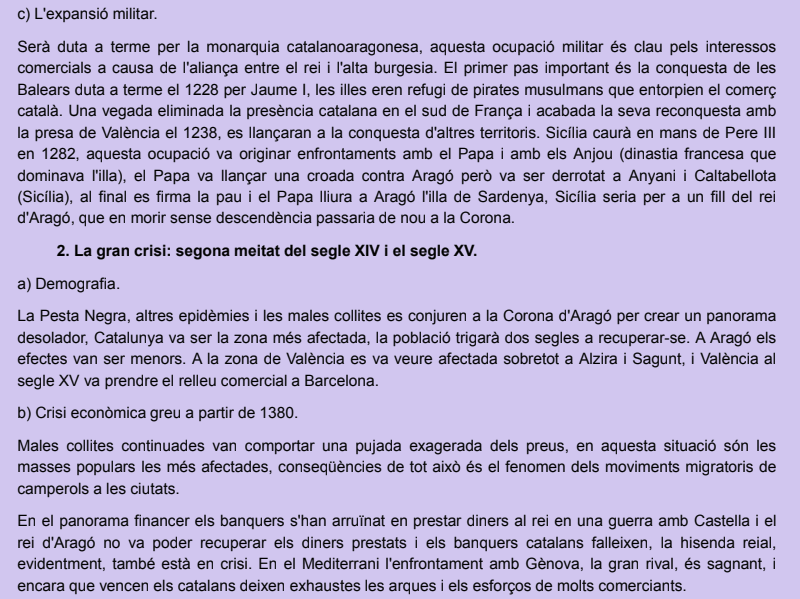 c) L'expansió militar.
Serà duta a terme per la monarquia catalanoaragonesa, aquesta ocupació militar és clau pels interessos
comercials a causa de l'aliança entre el rei i l'alta burgesia. El primer pas important és la conquesta de les
Balears duta a terme el 1228 per Jaume I, les illes eren refugi de pirates musulmans que entorpien el comerç
català. Una vegada eliminada la presència catalana en el sud de França i acabada la seva reconquesta amb
la presa de València el 1238, es llançaran a la conquesta d'altres territoris. Sicília caurà en mans de Pere III
en 1282, aquesta ocupació va originar enfrontaments amb el Papa i amb els Anjou (dinastia francesa que
dominava l'illa), el Papa va llançar una croada contra Aragó però va ser derrotat a Anyani i Caltabellota
(Sicília), al final es firma la pau i el Papa lliura a Aragó l'illa de Sardenya, Sicília seria per a un fill del rei
d'Aragó, que en morir sense descendència passaria de nou a la Corona.
2. La gran crisi: segona meitat del segle XIV i el segle XV.
a) Demografia.
La Pesta Negra, altres epidèmies i les males collites es conjuren a la Corona d'Aragó per crear un panorama
desolador, Catalunya va ser la zona més afectada, la població trigarà dos segles a recuperar-se. A Aragó els
efectes van ser menors. A la zona de València es va veure afectada sobretot a Alzira i Sagunt, i València al
segle XV va prendre el relleu comercial a Barcelona.
b) Crisi econòmica greu a partir de 1380.
Males collites continuades van comportar una pujada exagerada dels preus, en aquesta situació són les
masses populars les més afectades, conseqüències de tot això és el fenomen dels moviments migratoris de
camperols a les ciutats.
En el panorama financer els banquers s'han arruïnat en prestar diners al rei en una guerra amb Castella i el
rei d'Aragó no va poder recuperar els diners prestats i els banquers catalans falleixen, la hisenda reial,
evidentment, també està en crisi. En el Mediterrani l'enfrontament amb Gènova, la gran rival, és sagnant, i
encara que vencen els catalans deixen exhaustes les arques i els esforços de molts comerciants.